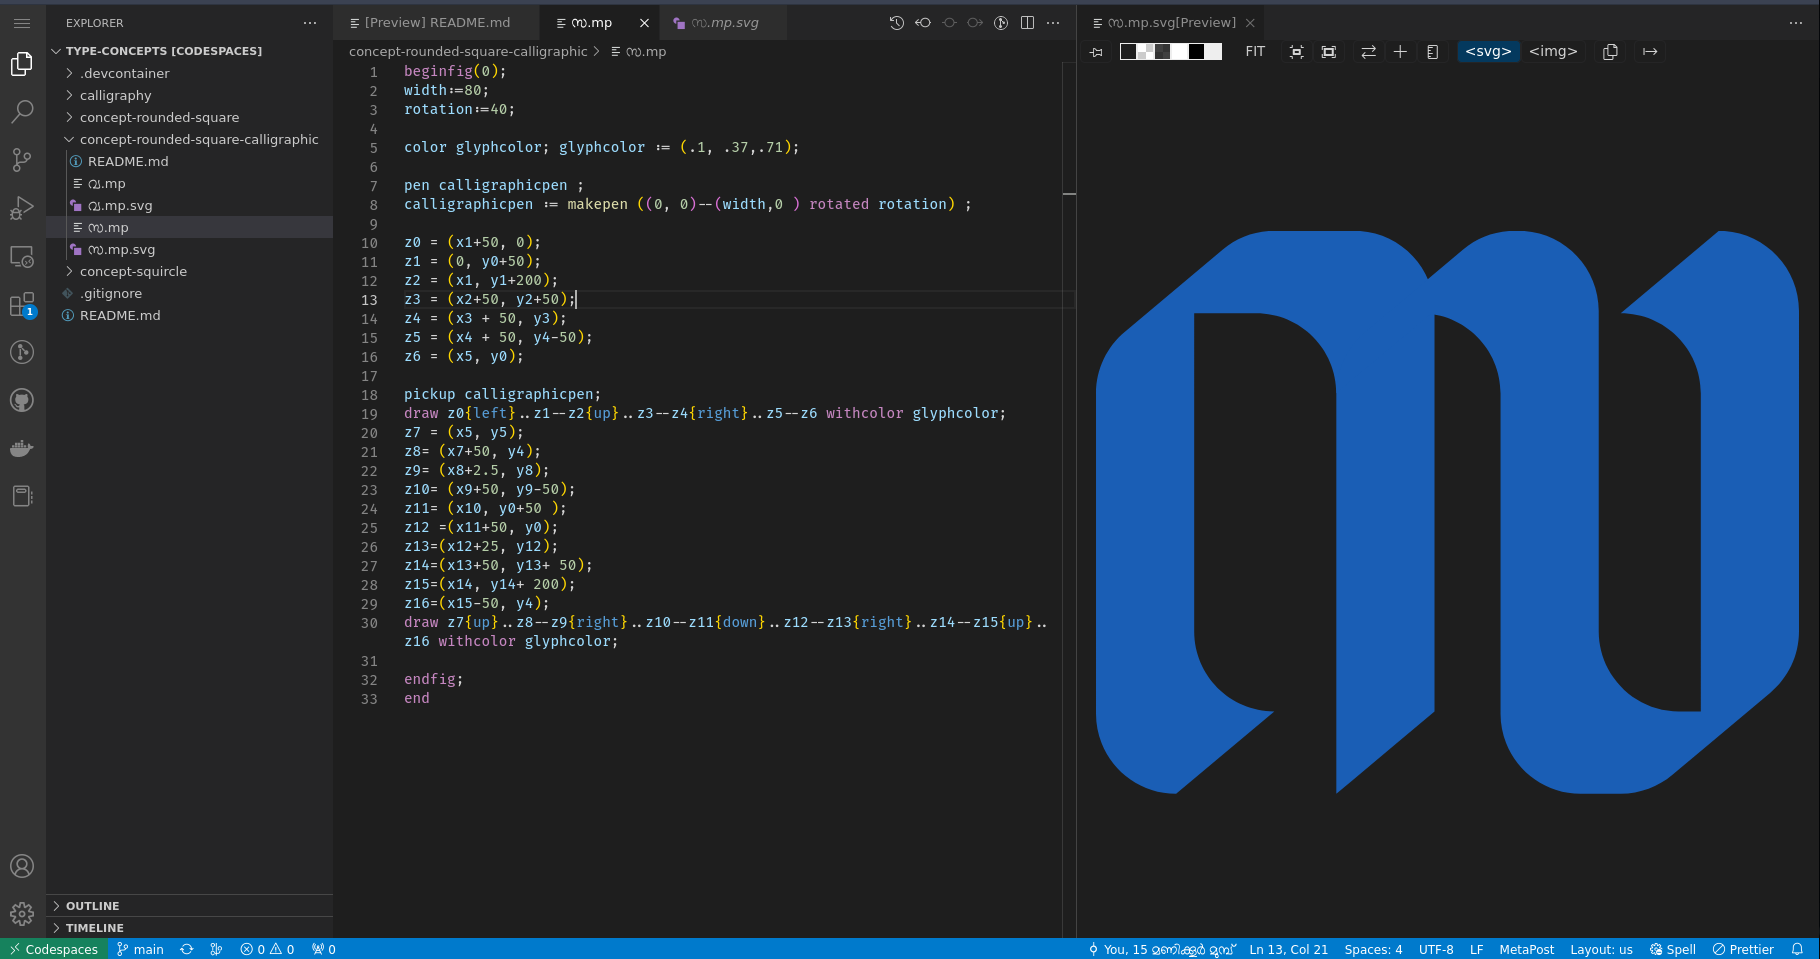 EXPLORER
TYPE-CONCEPTS [CODESPACES]
.devcontainer
calligraphy
concept-rounded-square
concept-rounded-square-calligraphic
README.md
വ.mp
വ.mp.svg
സ.mp
സ.mp.svg
concept-squircle
.gitignore
README.md
OUTLINE
TIMELINE
1
[Preview] README.md
സ.mp
സ.mp.svg
concept-rounded-square-calligraphic > സ.mp
1 beginfig(0);
2 width:=80;
3 rotation:=40;
4
5 color glyphcolor; glyphcolor := (.1, .37,.71);
6
7 pen calligraphicpen ;
8 calligraphicpen := makepen ((0, 0)--(width,0 ) rotated rotation) ;
9
10 z0 = (x1+50, 0);
11 z1 = (0, y0+50);
12 z2 = (x1, y1+200);
13 z3 = (x2+50, y2+50);
14 z4 = (x3 + 50, y3);
15 z5 = (x4 + 50, y4-50);
16 z6 = (x5, y0);
17
18 pickup calligraphicpen;
19 draw z0{left}..z1--z2{up}..z3--z4{right}..z5--z6 withcolor glyphcolor;
20 z7 = (x5, y5);
21 z8= (x7+50, y4);
22 z9= (x8+2.5, y8);
23 z10= (x9+50, y9-50);
24 z11= (x10, y0+50 );
25 z12 =(x11+50, y0);
26 z13=(x12+25, y12);
27 z14=(x13+50, y13+ 50);
28 z15=(x14, y14+ 200);
29 z16=(x15-50, y4);
30 draw z7{up}..z8--z9{right}..z10--z11{down}..z12--z13{right}..z14--z15{up}..
z16 withcolor glyphcolor;
31
32 endfig;
33 end
സ.mp.svg[Preview]
FIT <svg> <img>
സ
Codespaces main 0 0 0 You, 15 മണിക്കൂർ മുമ്പ് Ln 13, Col 21 Spaces: 4 UTF-8 LF MetaPost Layout: us Spell Prettier